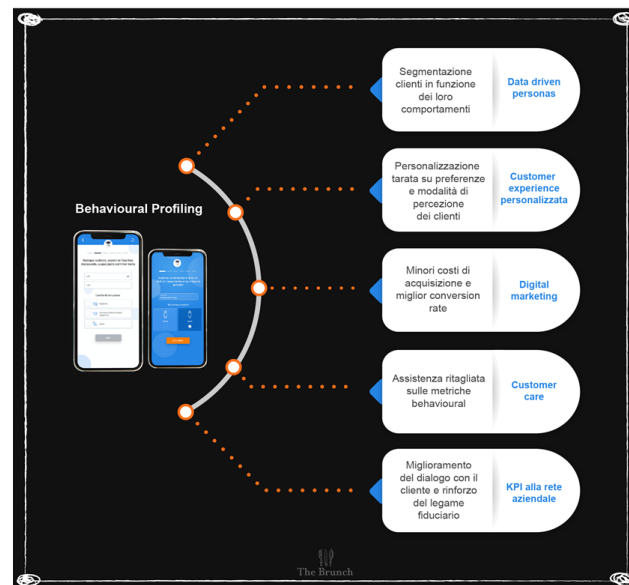 Segmentazione
clienti in funzione
dei loro
comportamenti
Data driven
personas
Personalizzazione
tarata su preferenze
e modalità di
percezione
dei clienti
Customer
experience
personalizzata
Behavioural Profiling
Minori costi di
acquisizione e
miglior conversion
rate
Digital
marketing
Assistenza ritagliata
sulle metriche
behavioural
Customer
care
Miglioramento
del dialogo con il
cliente e rinforzo
del legame
fiduciario
KPI alla rete
aziendale
The Brunch